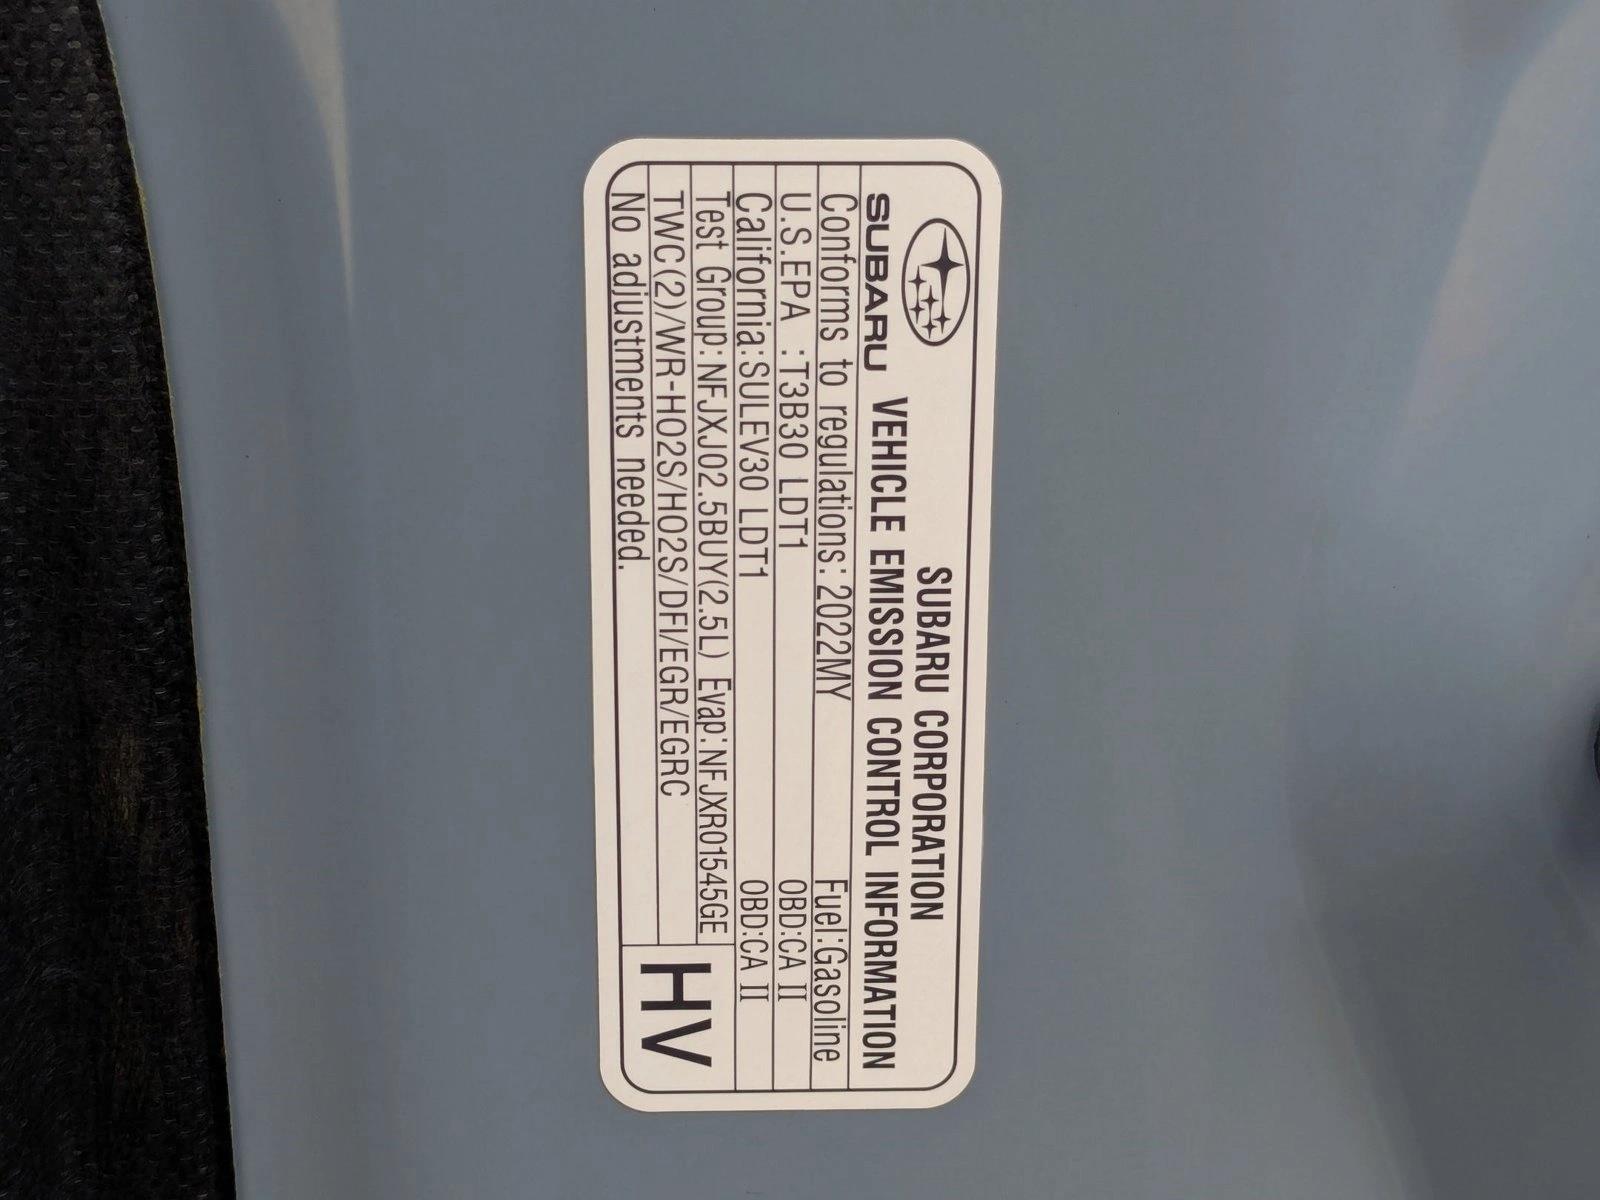 SUBARU
SUBARU CORPORATION
VEHICLE EMISSION CONTROL INFORMATION
Conforms to regulations:2022MY Fuel:Gasoline
U.S.EPA :T3B30 LDT1 OBD:CA II
California:SULEV30 LDT1 OBD:CA II
Test Group:NFJXJ02.5BUY(2.5L) Evap:NFJXR01545GE
TWC(2)/WR-HO2S/HO2S/DFI/EGR/EGRC
No adjustments needed.
HV